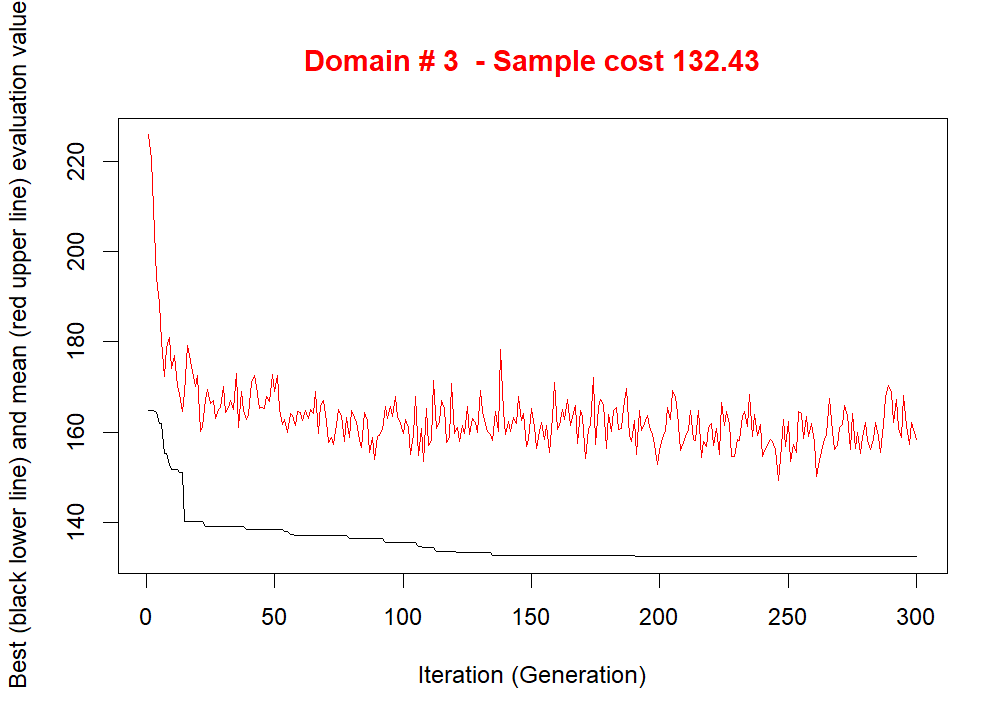 Domain # 3 - Sample cost 132.43
Best (black lower line) and mean (red upper line) evaluation value
220
200
180
160
140
0 50 100 150 200 250 300
Iteration (Generation)